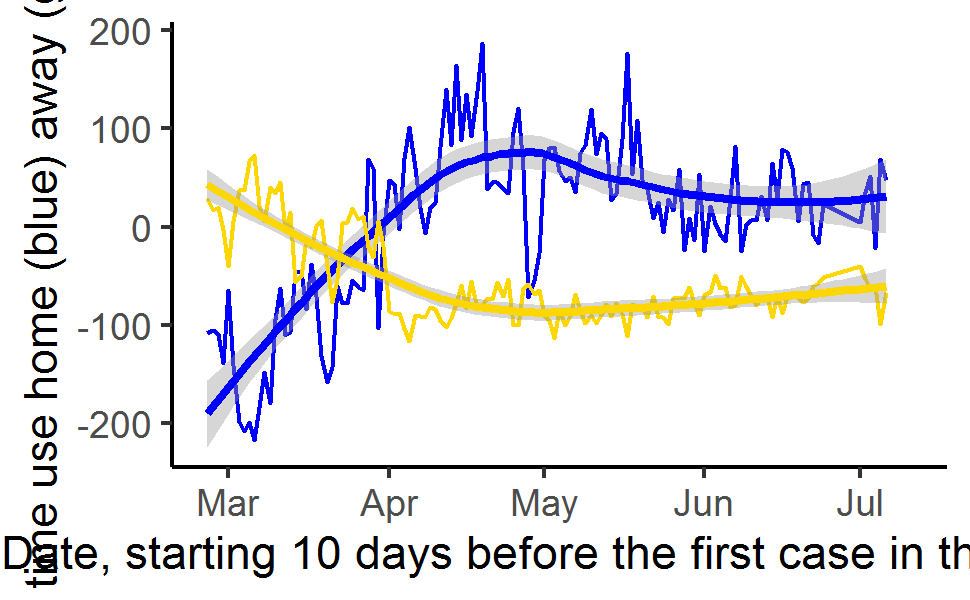 time use home (blue) away (
200
100
0
-100
-200
Mar Apr May Jun Jul
Date, starting 10 days before the first case in th